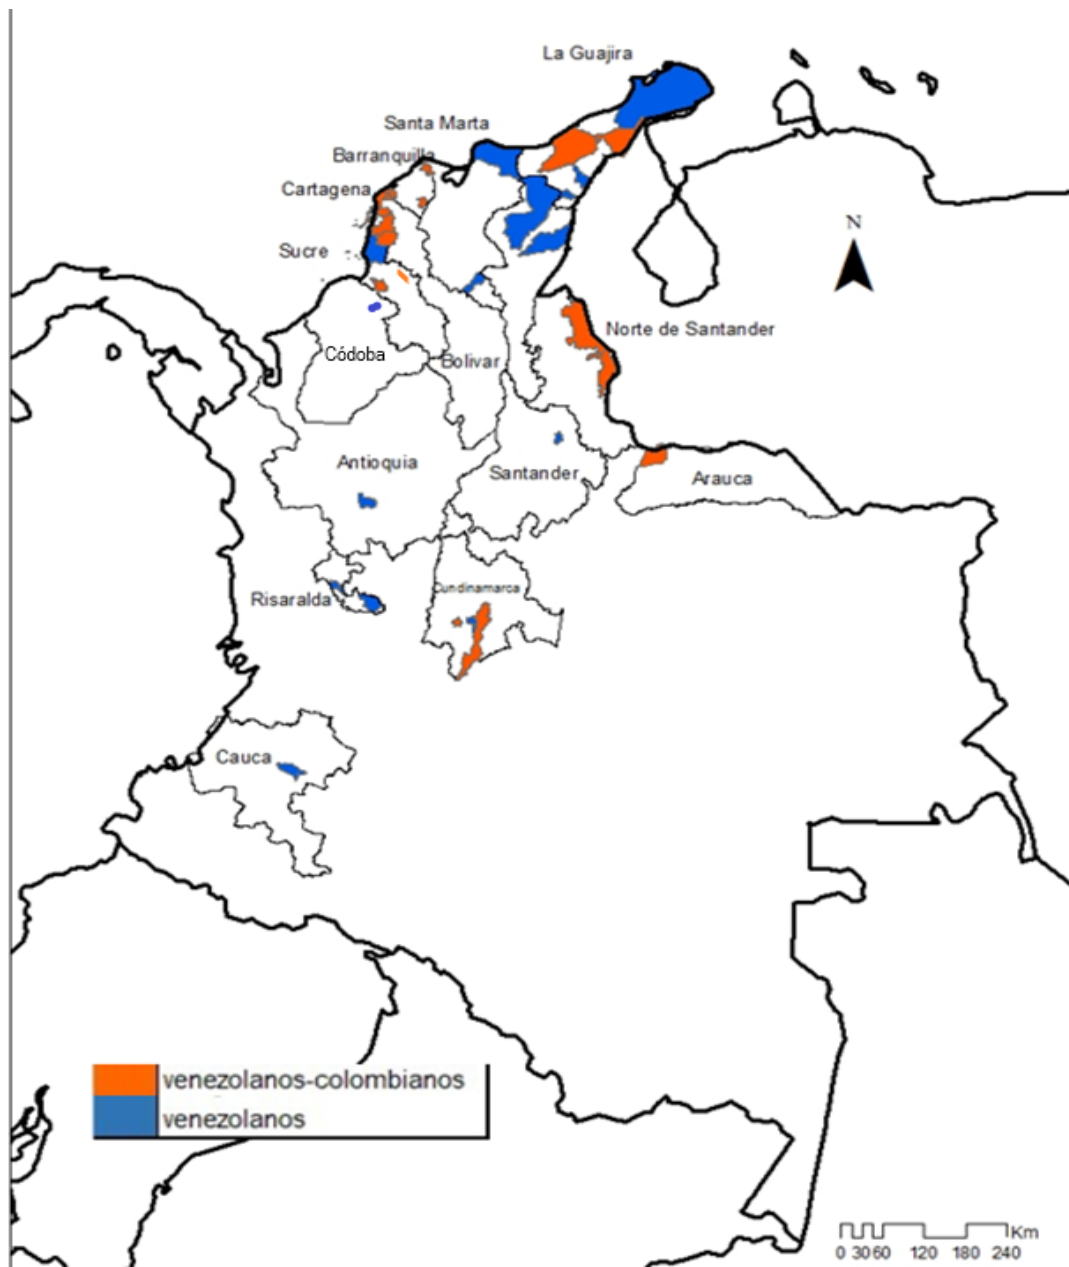 La Guajira
Santa Marta
Barranquilla
Cartagena
N
Sucre
Norte de Santander
Códoba
Bolivar
Antioquia
Santander
Arauca
Cundinamarca
Risaralda
Cauca
venezolanos-colombianos
venezolanos
Km
0 30 60 120 180 240